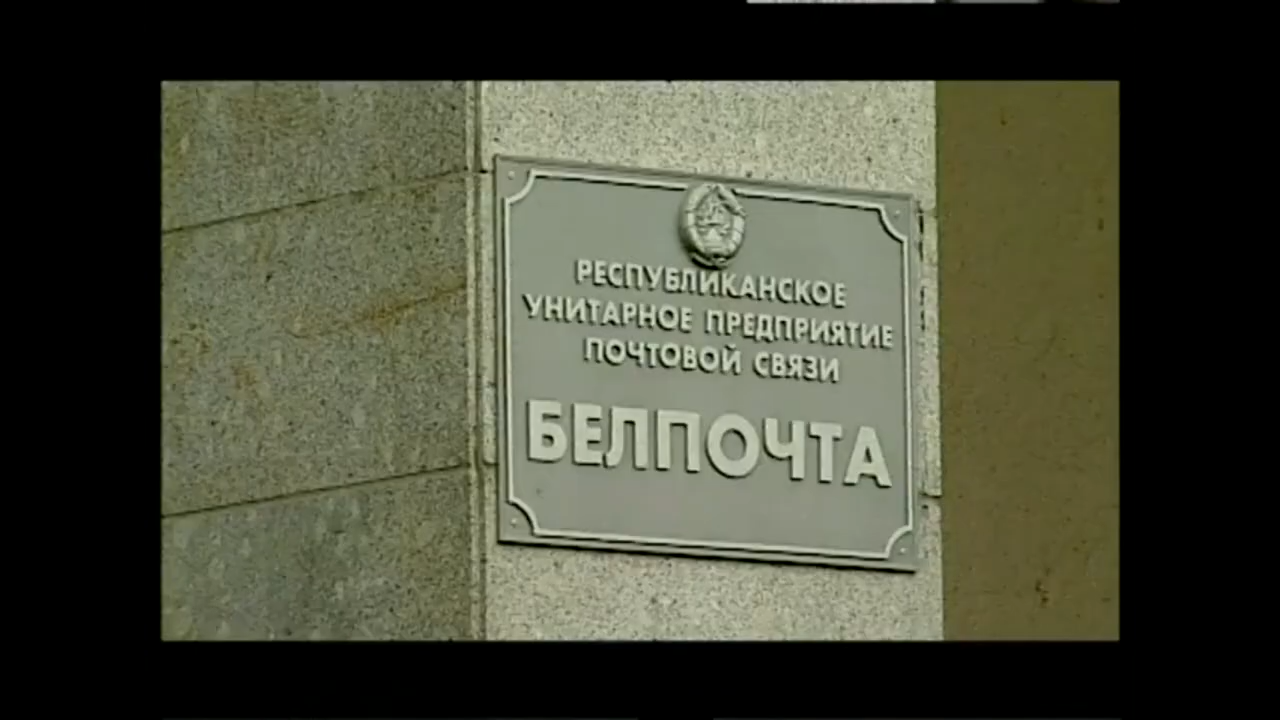 РЕСПУБЛИКАНСКОЕ
УНИТАРНОЕ ПРЕДПРИЯТИЕ
ПОЧТОВОЙ СВЯЗИ
БЕЛПОЧТА